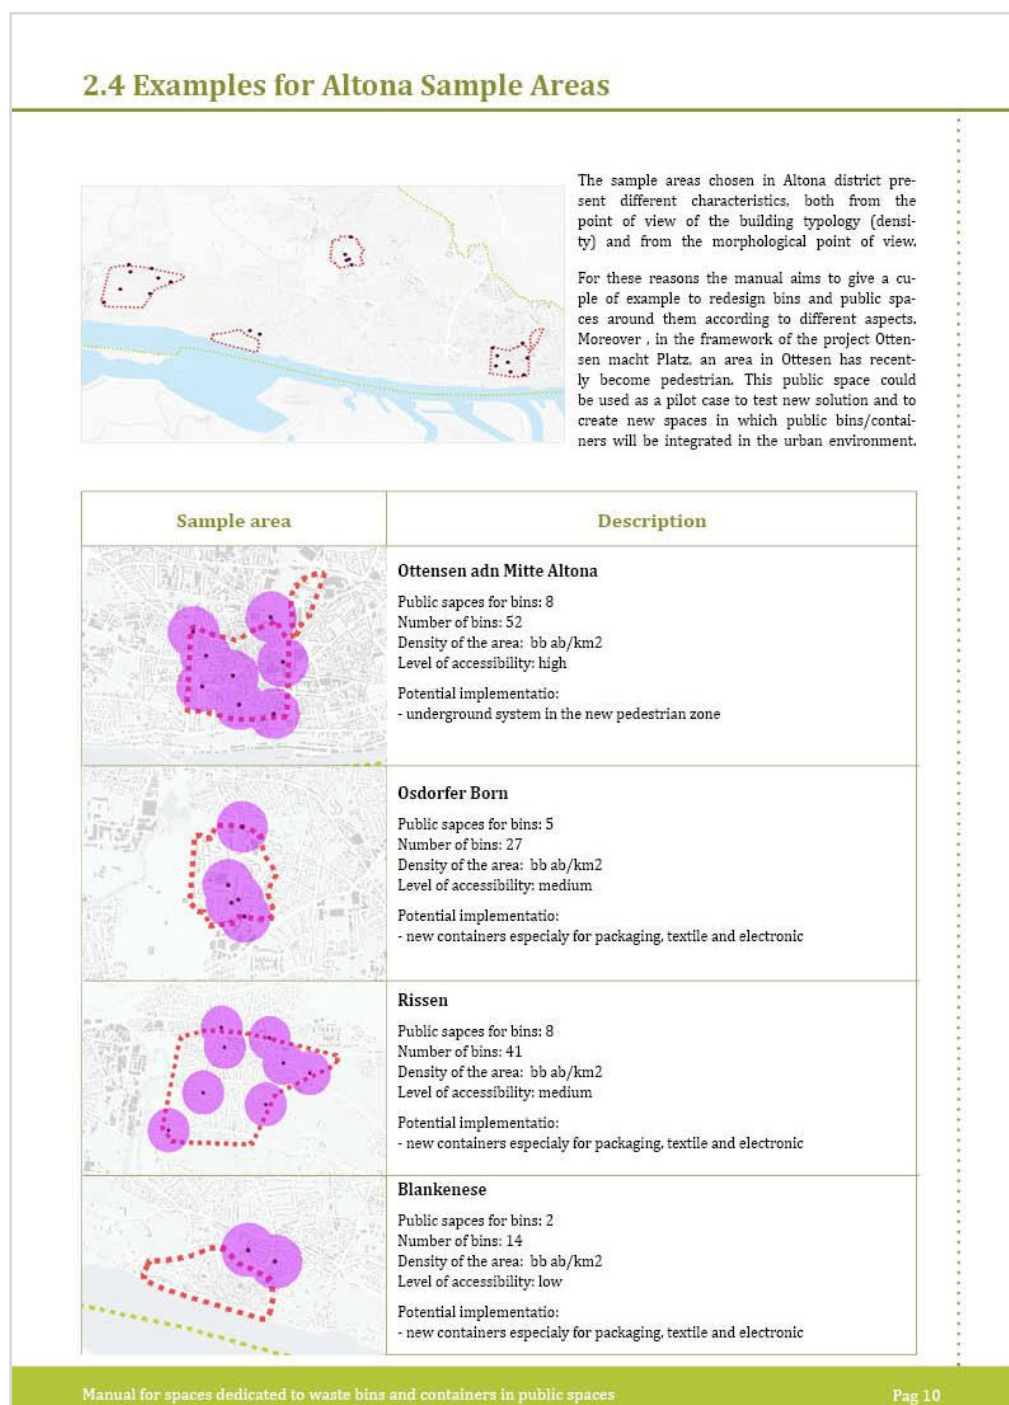 2.4 Examples for Altona Sample Areas
The sample areas chosen in Altona district pre-
sent different characteristics, both from the
point of view of the building typology (densi-
ty) and from the morphological point of view.
For these reasons the manual aims to give a cu-
ple of example to redesign bins and public spa-
ces around them according to different aspects.
Moreover , in the framework of the project Otten-
sen macht Platz, an area in Ottesen has recent-
ly become pedestrian. This public space could
be used as a pilot case to test new solution and to
create new spaces in which public bins/contai-
ners will be integrated in the urban environment.
Sample area
Description
Ottensen adn Mitte Altona
Public sapces for bins: 8
Number of bins: 52
Density of the area: bb ab/km2
Level of accessibility: high
Potential implementatio:
- underground system in the new pedestrian zone
Osdorfer Born
Public sapces for bins: 5
Number of bins: 27
Density of the area: bb ab/km2
Level of accessibility: medium
Potential implementatio:
- new containers especialy for packaging, textile and electronic
Rissen
Public sapces for bins: 8
Number of bins: 41
Density of the area: bb ab/km2
Level of accessibility: medium
Potential implementatio:
- new containers especialy for packaging, textile and electronic
Blankenese
Public sapces for bins: 2
Number of bins: 14
Density of the area: bb ab/km2
Level of accessibility: low
Potential implementatio:
- new containers especialy for packaging, textile and electronic
Manual for spaces dedicated to waste bins and containers in public spaces
Pag 10